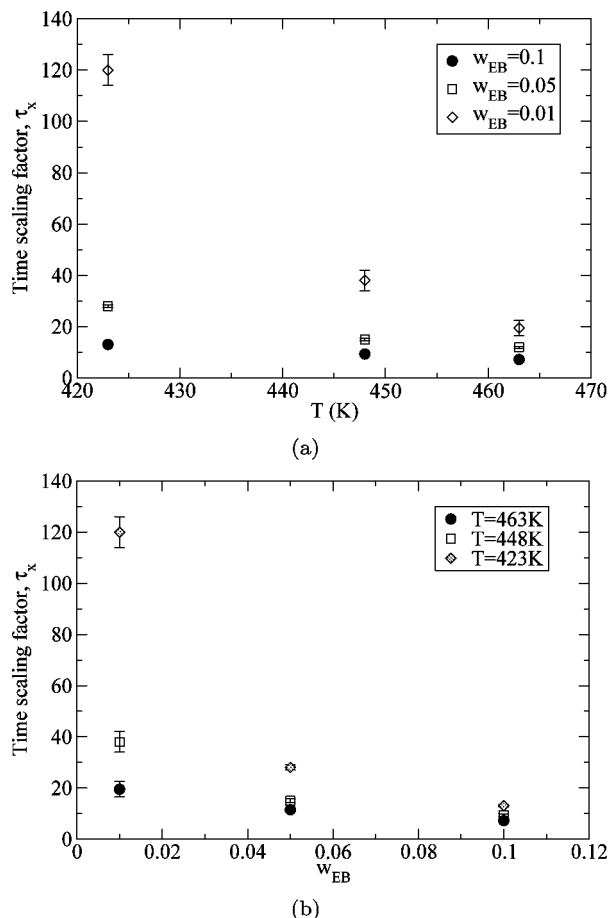 140
120
100
80
60
40
20
0
Time scaling factor, τ_x
w_EB=0.1
w_EB=0.05
w_EB=0.01
420 430 440 450 460 470
T (K)
(a)
140
120
100
80
60
40
20
0
Time scaling factor, τ_x
T=463K
T=448K
T=423K
0 0.02 0.04 0.06 0.08 0.1 0.12
w_EB
(b)